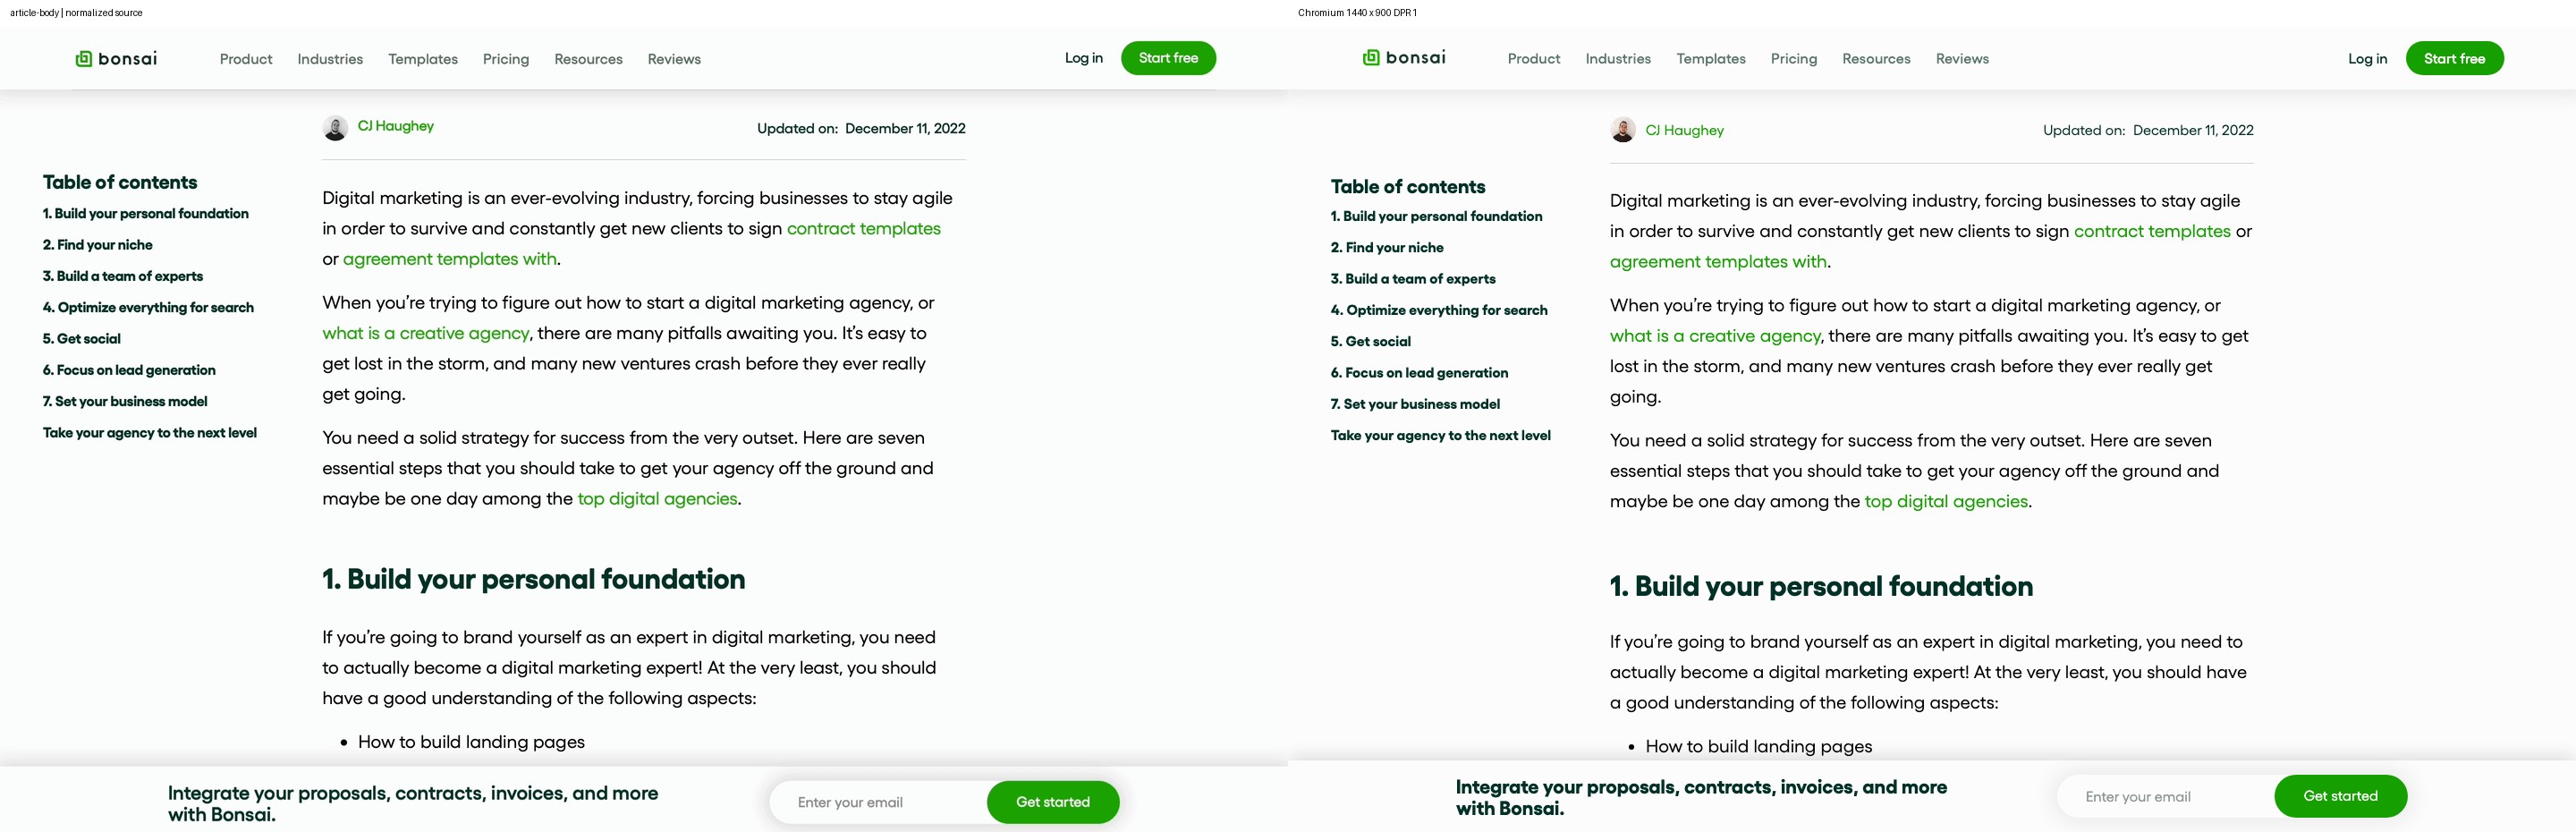 article-body | normalized source
bonsai
Product Industries Templates Pricing Resources Reviews
Log in Start free
CJ Haughey
Updated on: December 11, 2022
Table of contents
1. Build your personal foundation
2. Find your niche
3. Build a team of experts
4. Optimize everything for search
5. Get social
6. Focus on lead generation
7. Set your business model
Take your agency to the next level
Digital marketing is an ever-evolving industry, forcing businesses to stay agile
in order to survive and constantly get new clients to sign contract templates
or agreement templates with.
When you’re trying to figure out how to start a digital marketing agency, or
what is a creative agency, there are many pitfalls awaiting you. It’s easy to
get lost in the storm, and many new ventures crash before they ever really
get going.
You need a solid strategy for success from the very outset. Here are seven
essential steps that you should take to get your agency off the ground and
maybe be one day among the top digital agencies.
1. Build your personal foundation
If you’re going to brand yourself as an expert in digital marketing, you need
to actually become a digital marketing expert! At the very least, you should
have a good understanding of the following aspects:
• How to build landing pages
Integrate your proposals, contracts, invoices, and more
with Bonsai.
Enter your email Get started
Chromium 1440 x 900 DPR 1
bonsai
Product Industries Templates Pricing Resources Reviews
Log in Start free
CJ Haughey
Updated on: December 11, 2022
Table of contents
1. Build your personal foundation
2. Find your niche
3. Build a team of experts
4. Optimize everything for search
5. Get social
6. Focus on lead generation
7. Set your business model
Take your agency to the next level
Digital marketing is an ever-evolving industry, forcing businesses to stay agile
in order to survive and constantly get new clients to sign contract templates or
agreement templates with.
When you’re trying to figure out how to start a digital marketing agency, or
what is a creative agency, there are many pitfalls awaiting you. It’s easy to get
lost in the storm, and many new ventures crash before they ever really get
going.
You need a solid strategy for success from the very outset. Here are seven
essential steps that you should take to get your agency off the ground and
maybe be one day among the top digital agencies.
1. Build your personal foundation
If you’re going to brand yourself as an expert in digital marketing, you need to
actually become a digital marketing expert! At the very least, you should have
a good understanding of the following aspects:
• How to build landing pages
Integrate your proposals, contracts, invoices, and more
with Bonsai.
Enter your email Get started